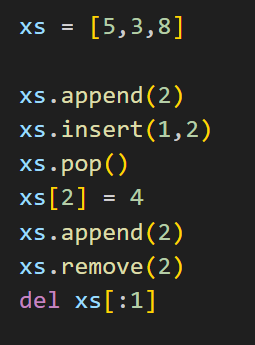 xs = [5,3,8]
xs.append(2)
xs.insert(1,2)
xs.pop()
xs[2] = 4
xs.append(2)
xs.remove(2)
del xs[:1]